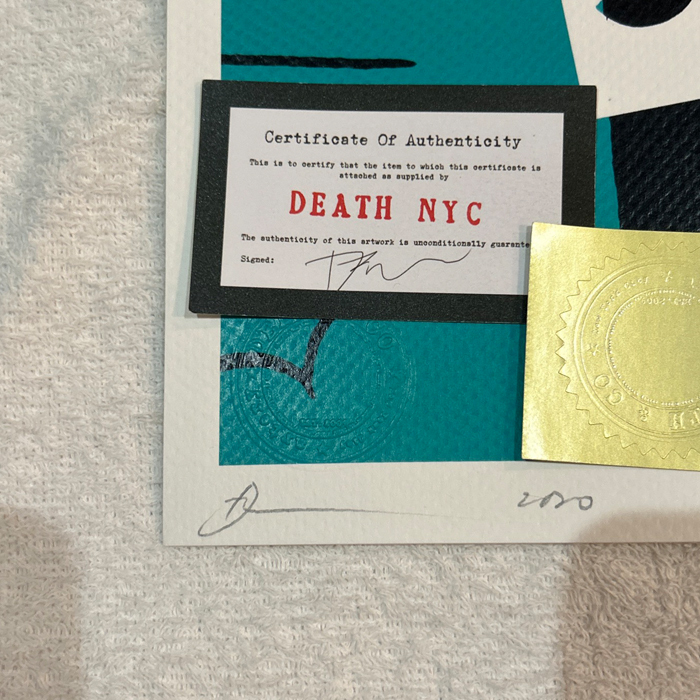 Certificate Of Authenticity
This is to certify that the item to which this certificate is
attached as supplied by
DEATH NYC
The authenticity of this artwork is unconditionally guarante
Signed:
2020